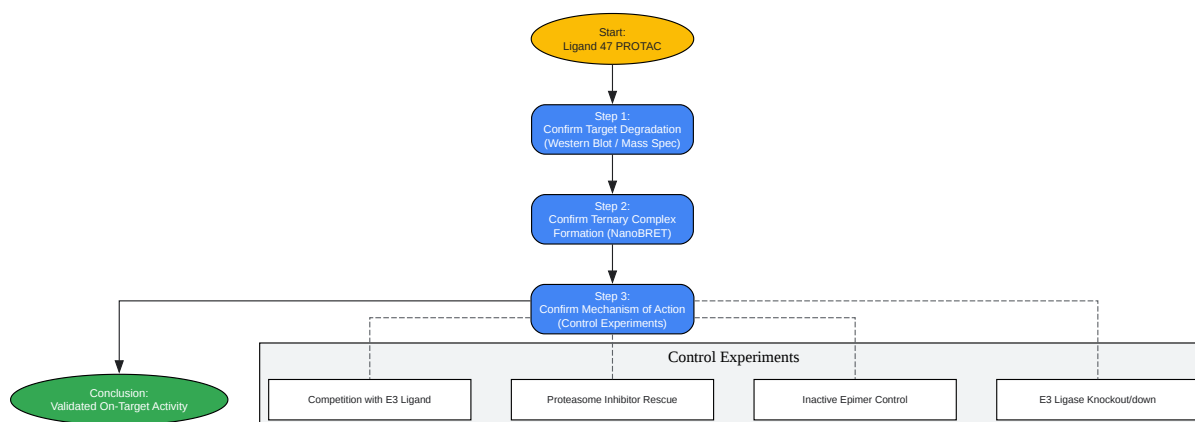 Start:
Ligand 47 PROTAC
Step 1:
Confirm Target Degradation
(Western Blot / Mass Spec)
Step 2:
Confirm Ternary Complex
Formation (NanoBRET)
Step 3:
Confirm Mechanism of Action
(Control Experiments)
Control Experiments
Conclusion:
Validated On-Target Activity
Competition with E3 Ligand
Proteasome Inhibitor Rescue
Inactive Epimer Control
E3 Ligase Knockout/down